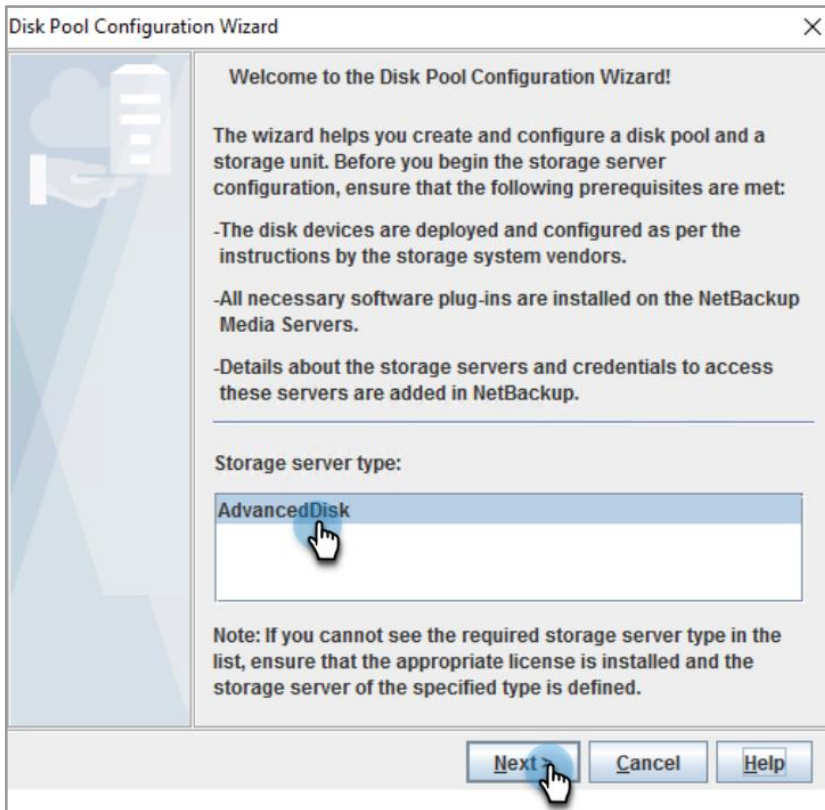 Disk Pool Configuration Wizard
Welcome to the Disk Pool Configuration Wizard!
The wizard helps you create and configure a disk pool and a
storage unit. Before you begin the storage server
configuration, ensure that the following prerequisites are met:
-The disk devices are deployed and configured as per the
instructions by the storage system vendors.
-All necessary software plug-ins are installed on the NetBackup
Media Servers.
-Details about the storage servers and credentials to access
these servers are added in NetBackup.
Storage server type:
AdvancedDisk
Note: If you cannot see the required storage server type in the
list, ensure that the appropriate license is installed and the
storage server of the specified type is defined.
Next > Cancel Help